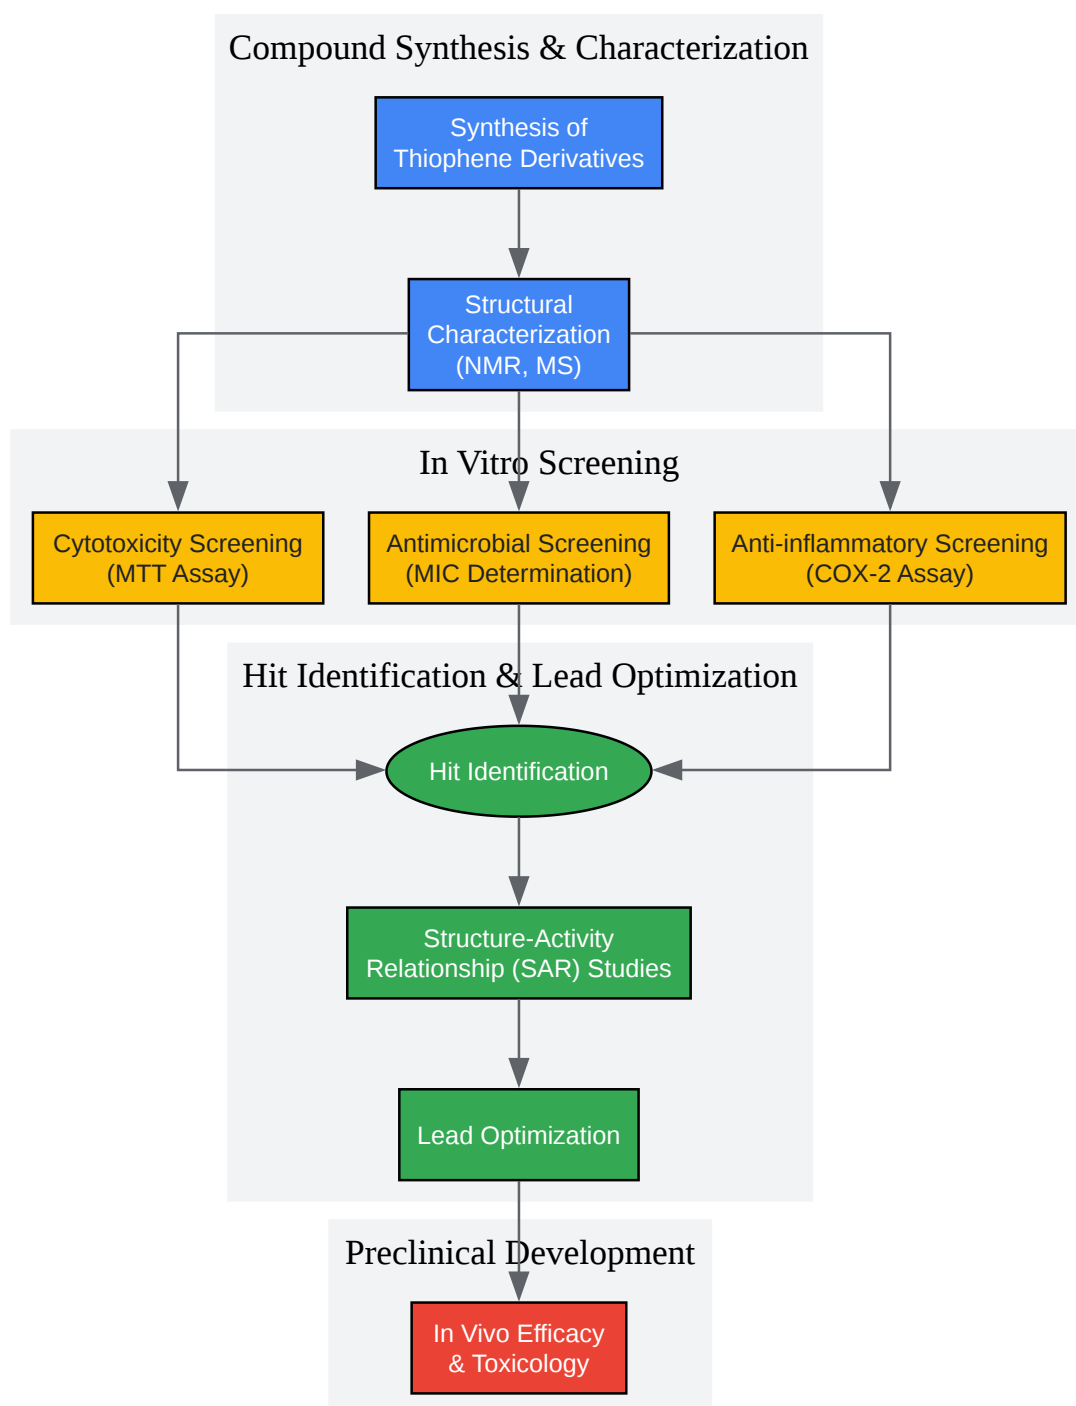 Compound Synthesis & Characterization
Synthesis of
Thiophene Derivatives
Structural
Characterization
(NMR, MS)
In Vitro Screening
Cytotoxicity Screening
(MTT Assay)
Antimicrobial Screening
(MIC Determination)
Anti-inflammatory Screening
(COX-2 Assay)
Hit Identification & Lead Optimization
Hit Identification
Structure-Activity
Relationship (SAR) Studies
Lead Optimization
Preclinical Development
In Vivo Efficacy
& Toxicology